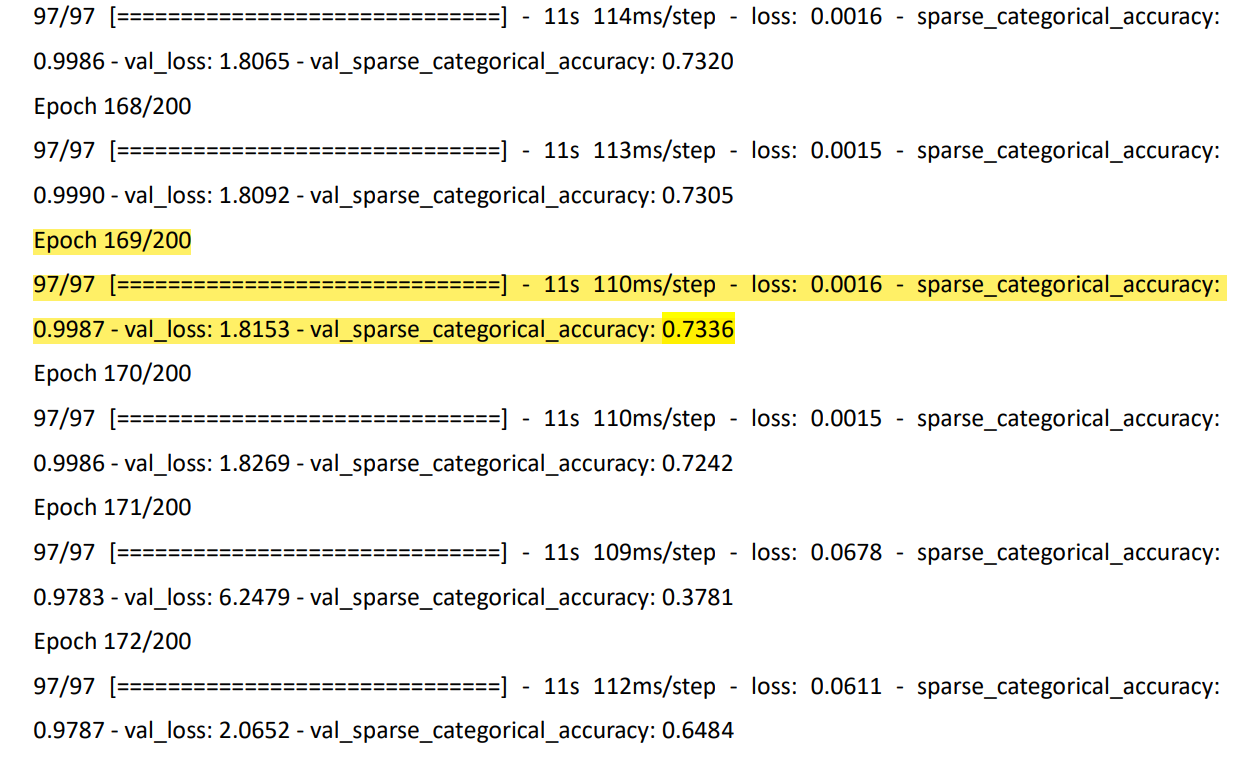 97/97 [==============================] - 11s 114ms/step - loss: 0.0016 - sparse_categorical_accuracy:
0.9986 - val_loss: 1.8065 - val_sparse_categorical_accuracy: 0.7320
Epoch 168/200
97/97 [==============================] - 11s 113ms/step - loss: 0.0015 - sparse_categorical_accuracy:
0.9990 - val_loss: 1.8092 - val_sparse_categorical_accuracy: 0.7305
Epoch 169/200
97/97 [==============================] - 11s 110ms/step - loss: 0.0016 - sparse_categorical_accuracy:
0.9987 - val_loss: 1.8153 - val_sparse_categorical_accuracy: 0.7336
Epoch 170/200
97/97 [==============================] - 11s 110ms/step - loss: 0.0015 - sparse_categorical_accuracy:
0.9986 - val_loss: 1.8269 - val_sparse_categorical_accuracy: 0.7242
Epoch 171/200
97/97 [==============================] - 11s 109ms/step - loss: 0.0678 - sparse_categorical_accuracy:
0.9783 - val_loss: 6.2479 - val_sparse_categorical_accuracy: 0.3781
Epoch 172/200
97/97 [==============================] - 11s 112ms/step - loss: 0.0611 - sparse_categorical_accuracy:
0.9787 - val_loss: 2.0652 - val_sparse_categorical_accuracy: 0.6484